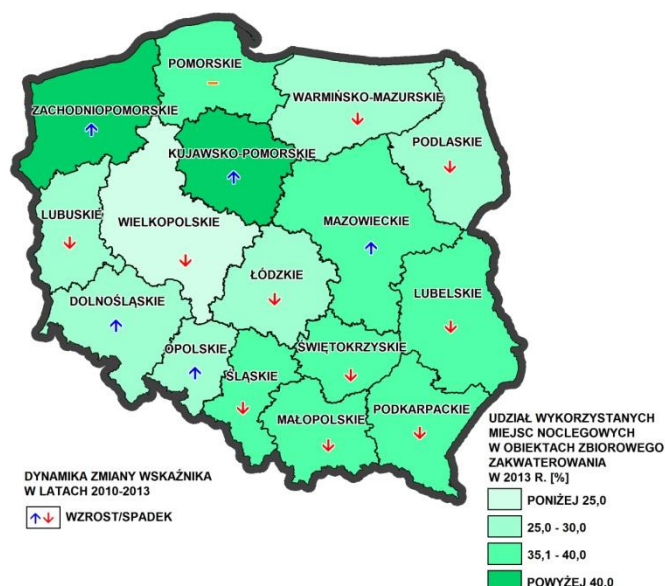 POMORSKIE
ZACHODNIOPOMORSKIE
WARMIŃSKO-MAZURSKIE
PODLASKIE
KUJAWSKO-POMORSKIE
LUBUSKIE
WIELKOPOLSKIE
MAZOWIECKIE
ŁÓDZKIE
DOLNOŚLĄSKIE
LUBELSKIE
OPOLSKIE
ŚWIĘTOKRZYSKIE
ŚLĄSKIE
MAŁOPOLSKIE
PODKARPACKIE
DYNAMIKA ZMIANY WSKAŹNIKA
W LATACH 2010-2013
WZROST/SPADEK
UDZIAŁ WYKORZYSTANYCH
MIEJSC NOCLEGOWYCH
W OBIEKTACH ZBIOROWEGO
ZAKWATEROWANIA
W 2013 R. [%]
PONIŻEJ 25,0
25,0 - 30,0
35,1 - 40,0
POWYŻEJ 40,0